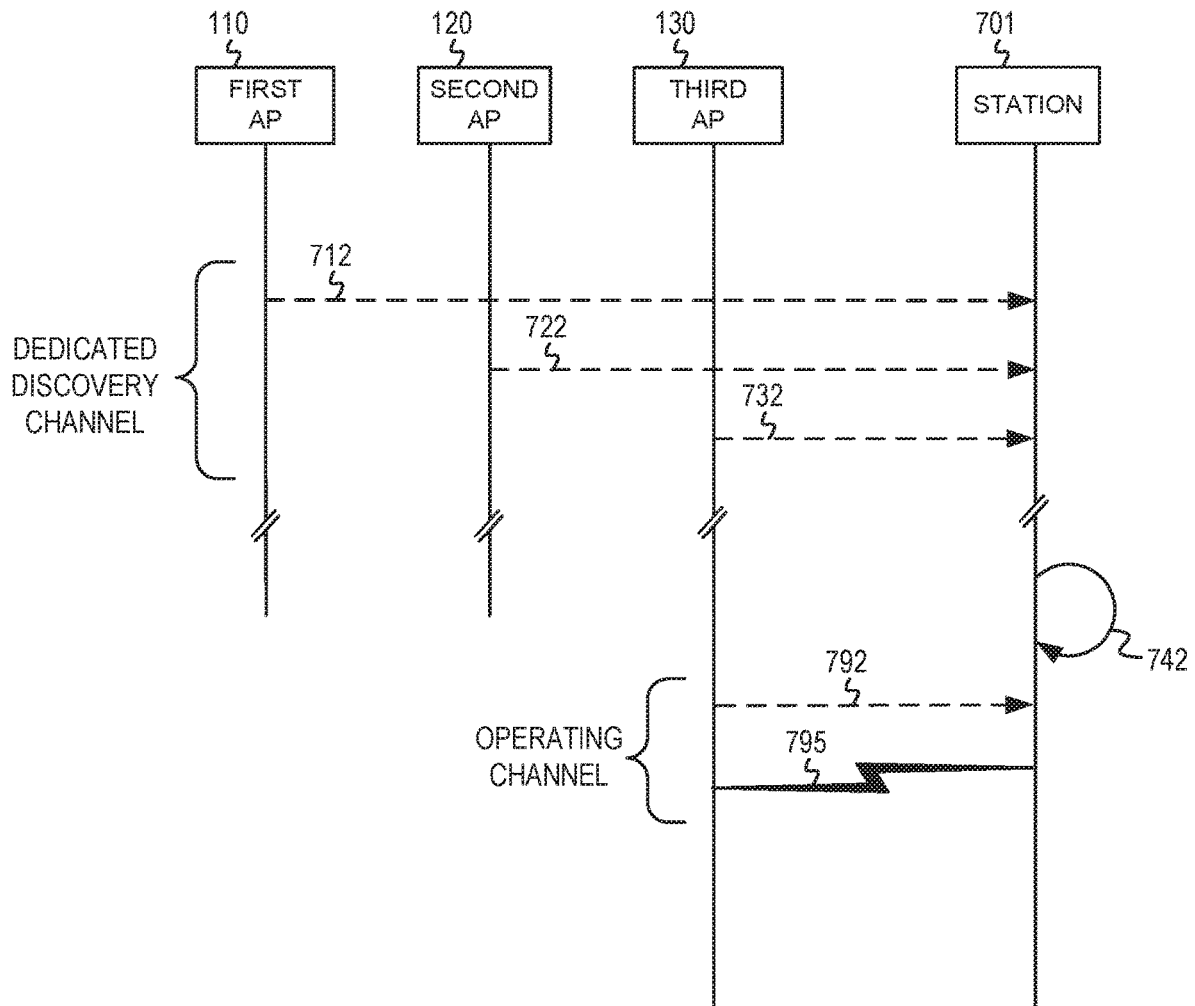 110
120
130
701
FIRST
AP
SECOND
AP
THIRD
AP
STATION
712
722
732
DEDICATED
DISCOVERY
CHANNEL
742
792
795
OPERATING
CHANNEL